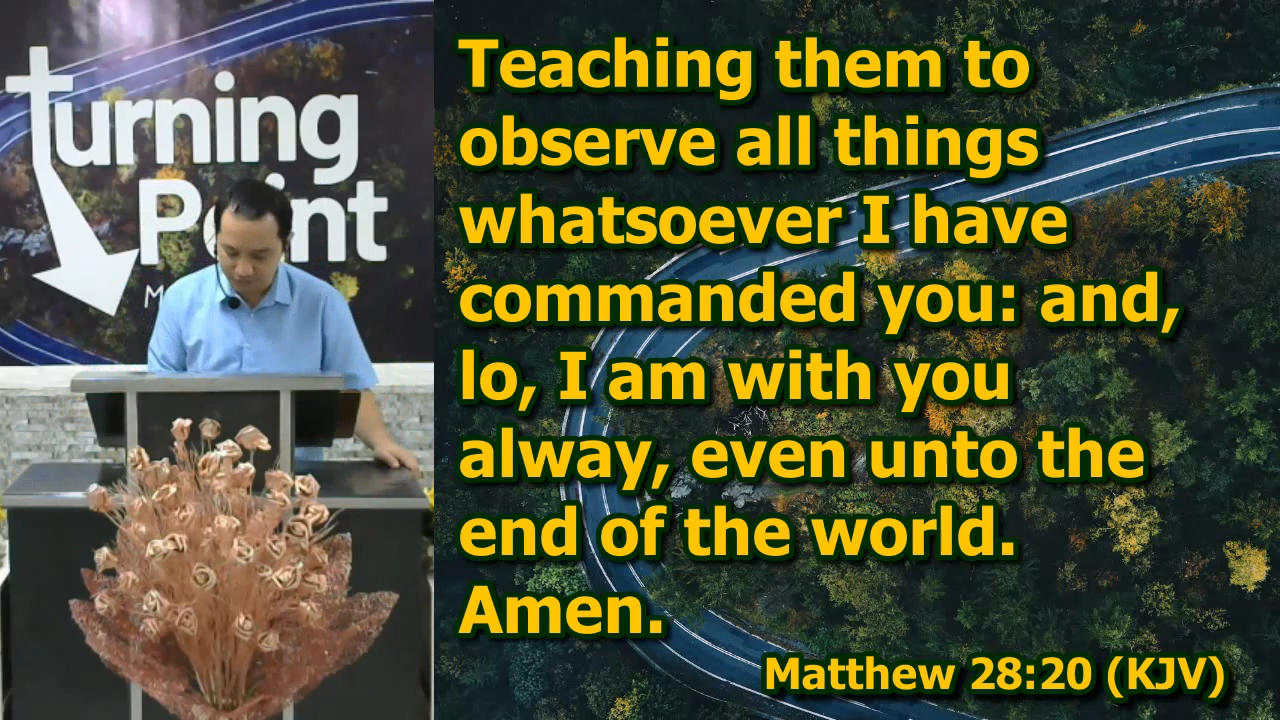 turning
Point
M
Teaching them to
observe all things
whatsoever I have
commanded you: and,
lo, I am with you
alway, even unto the
end of the world.
Amen.
Matthew 28:20 (KJV)